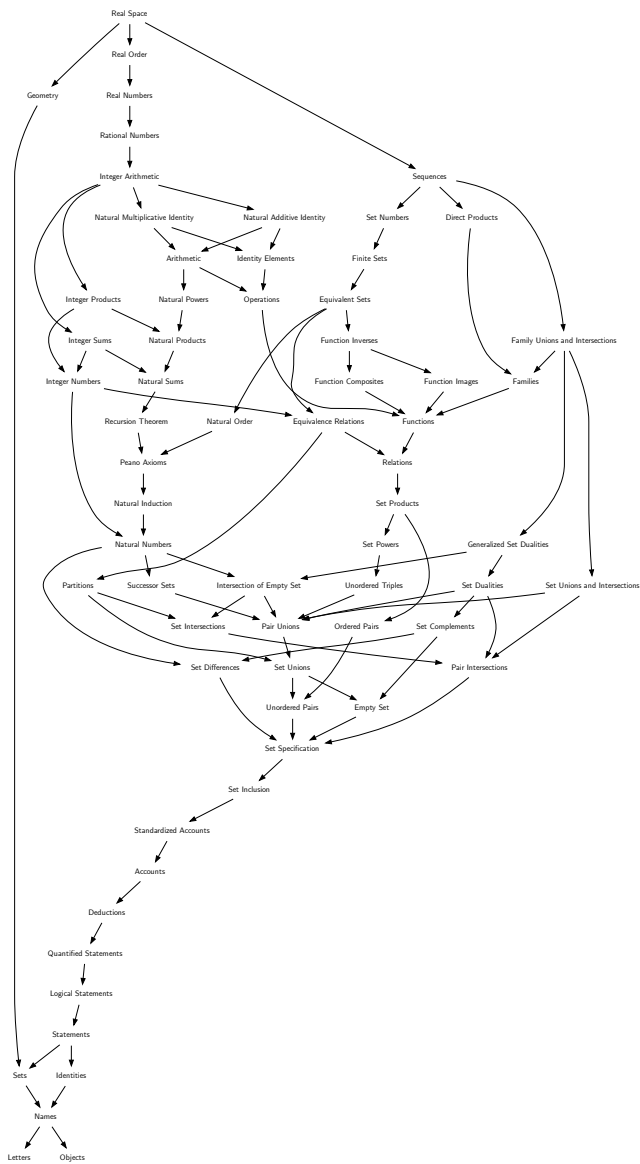 Real Space
Real Order
Geometry
Real Numbers
Rational Numbers
Integer Arithmetic
Sequences
Natural Multiplicative Identity
Natural Additive Identity
Set Numbers
Direct Products
Arithmetic
Identity Elements
Finite Sets
Integer Products
Natural Powers
Operations
Equivalent Sets
Integer Sums
Natural Products
Function Inverses
Family Unions and Intersections
Integer Numbers
Natural Sums
Function Composites
Function Images
Families
Recursion Theorem
Natural Order
Equivalence Relations
Functions
Peano Axioms
Relations
Natural Induction
Set Products
Natural Numbers
Set Powers
Generalized Set Dualities
Partitions
Successor Sets
Intersection of Empty Set
Unordered Triples
Set Dualities
Set Unions and Intersections
Set Intersections
Pair Unions
Ordered Pairs
Set Complements
Set Differences
Set Unions
Pair Intersections
Unordered Pairs
Empty Set
Set Specification
Set Inclusion
Standardized Accounts
Accounts
Deductions
Quantified Statements
Logical Statements
Statements
Sets
Identities
Names
Letters
Objects